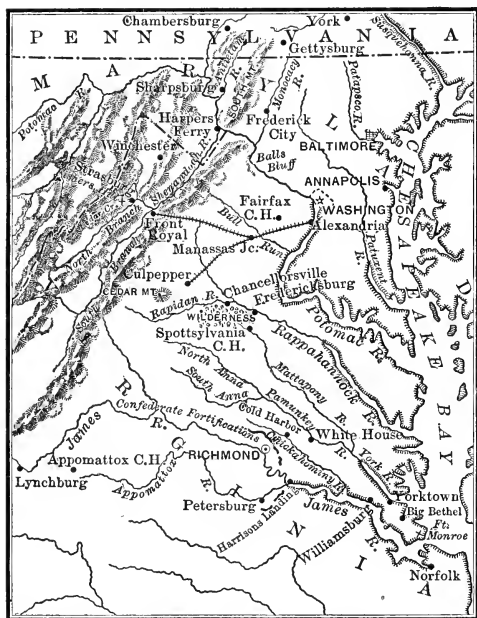 Chambersburg
York
PENNSYLVANIA
Gettysburg
Susquehanna R.
MARYLAND
Antietam
Sharpsburg
SOUTH MT.
Monocacy R.
Patapsco R.
Potomac R.
Harpers Ferry
Frederick City
BALTIMORE
Winchester
Balls Bluff
ANNAPOLIS
CHESAPEAKE BAY
Strasburg
Shenandoah R.
Fairfax C.H.
WASHINGTON
Alexandria
North Branch
Front Royal
Bull Run
Manassas Jc.
Patuxent R.
Culpepper
CEDAR MT.
Chancellorsville
Fredericksburg
Rapidan R.
WILDERNESS
Potomac R.
Spottsylvania C.H.
Rappahannock R.
North Anna
South Anna
Mattapony R.
Pamunkey R.
Cold Harbor
White House
Confederate Fortifications
James R.
VIRGINIA
RICHMOND
Chickahominy R.
York R.
Appomattox C.H.
Lynchburg
Appomattox R.
Petersburg
Harrisons Landing
James R.
Williamsburg
Yorktown
Big Bethel
Ft. Monroe
Norfolk